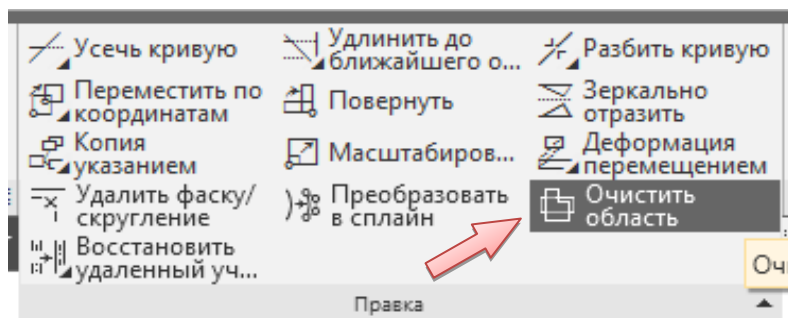 Усечь кривую
Удлинить до
ближайшего о...
Разбить кривую
Переместить по
координатам
Повернуть
Зеркально
отразить
Копия
указанием
Масштабиров...
Деформация
перемещением
Удалить фаску/
скругление
Преобразовать
в сплайн
Очистить
область
Восстановить
удаленный уч...
Очи
Правка